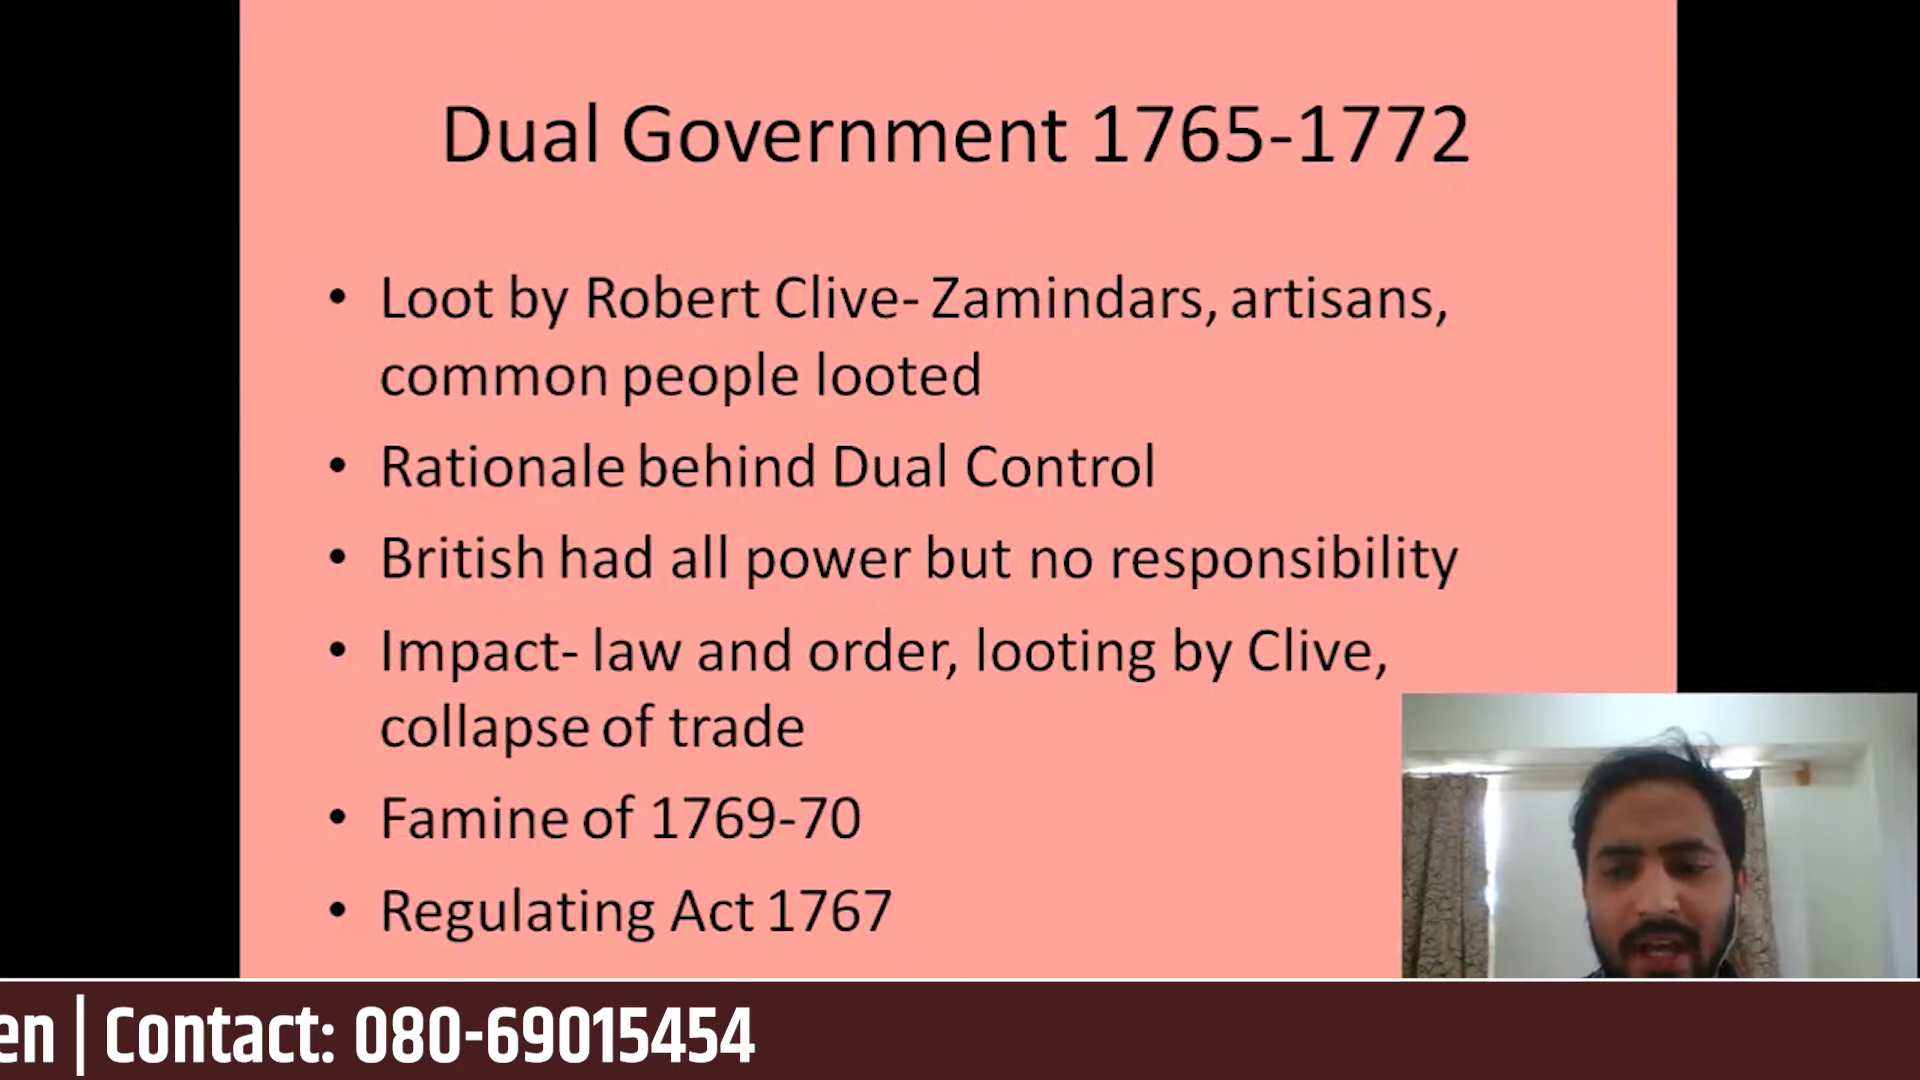 Dual Government 1765-1772
• Loot by Robert Clive- Zamindars, artisans,
common people looted
• Rationale behind Dual Control
• British had all power but no responsibility
• Impact- law and order, looting by Clive,
collapse of trade
• Famine of 1769-70
• Regulating Act 1767
en | Contact: 080-69015454